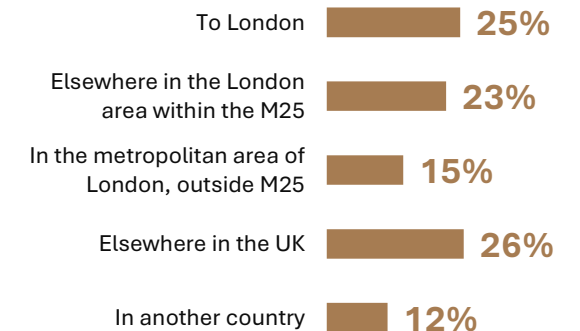 To London 25%
Elsewhere in the London
area within the M25 23%
In the metropolitan area of
London, outside M25 15%
Elsewhere in the UK 26%
In another country 12%